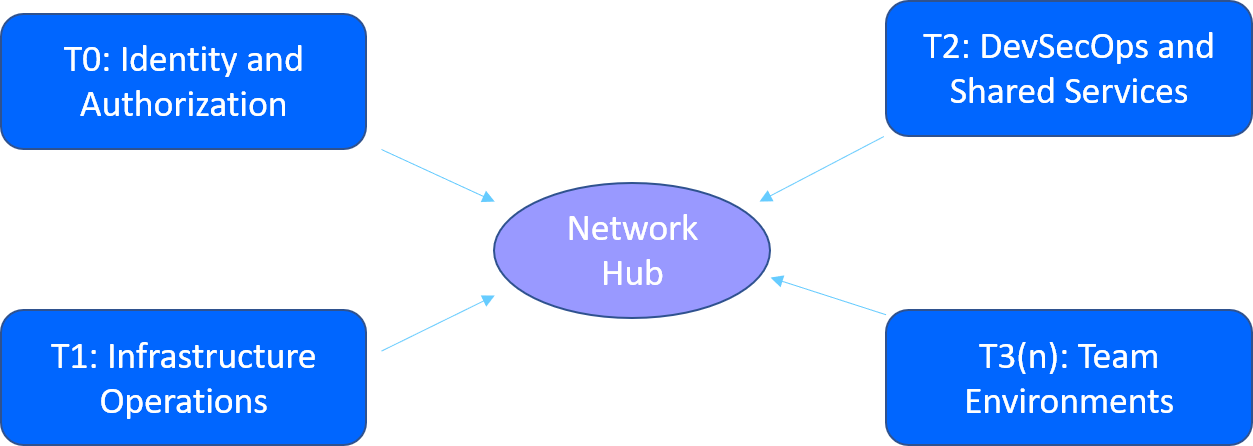 T0: Identity and
Authorization
T2: DevSecOps and
Shared Services
Network
Hub
T1: Infrastructure
Operations
T3(n): Team
Environments